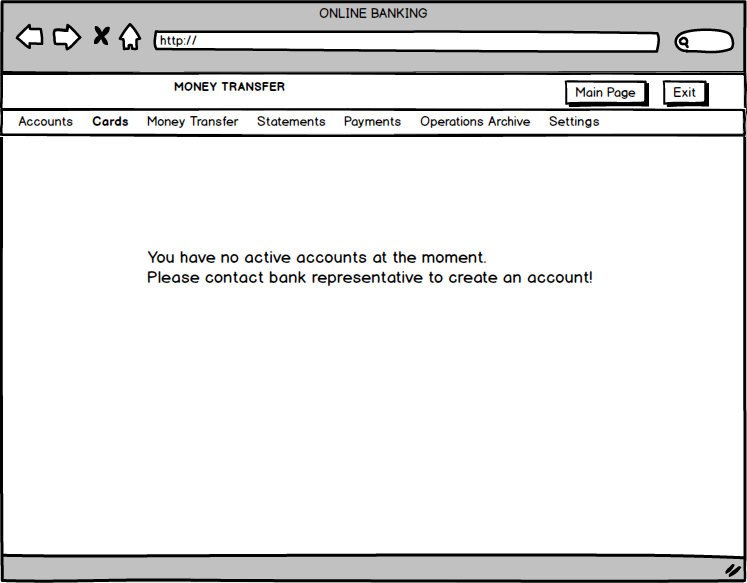 ONLINE BANKING
http://
MONEY TRANSFER
Main Page Exit
Accounts Cards Money Transfer Statements Payments Operations Archive Settings
You have no active accounts at the moment.
Please contact bank representative to create an account!